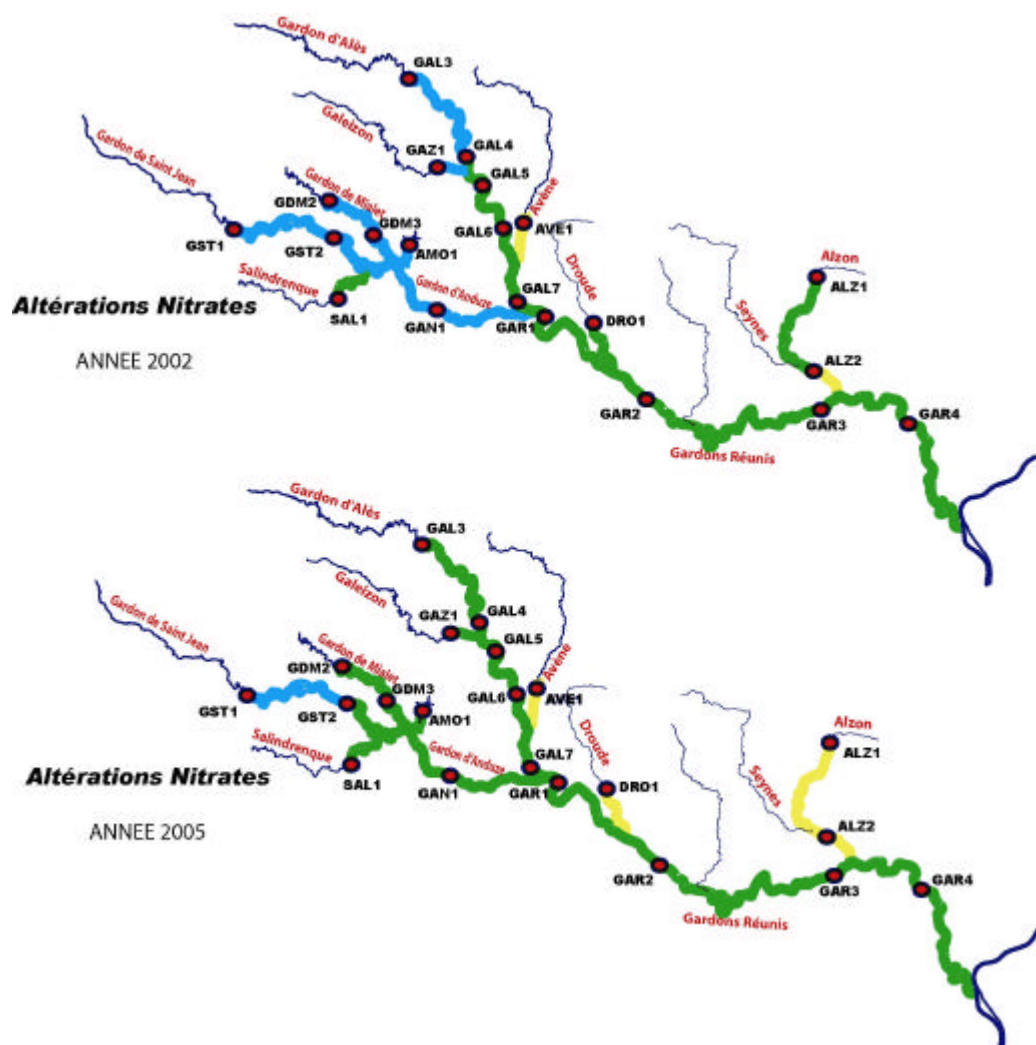 Gardon d'Alès
GAL3
Galeizon
GAL4
GAZ1
Gardon de Saint Jean
GAL5
Gardon de Mialet
GDM2
Avène
GDM3
GAL6
AVE1
GST1
GST2
AMO1
Droude
Alzon
Salindrenque
ALZ1
Gardon d'Anduze
GAL7
Seynes
Altérations Nitrates
SAL1
GAN1
GAR1
DRO1
ANNEE 2002
ALZ2
GAR2
GAR3
GAR4
Gardons Réunis
Gardon d'Alès
GAL3
Galeizon
GAZ1
GAL4
Gardon de Saint Jean
GAL5
Gardon de Mialet
GDM2
Avène
GDM3
GAL6
AVE1
GST1
GST2
AMO1
Droude
Alzon
Salindrenque
ALZ1
Gardon d'Anduze
GAL7
Seynes
Altérations Nitrates
SAL1
GAN1
GAR1
DRO1
ANNEE 2005
ALZ2
GAR2
GAR3
GAR4
Gardons Réunis